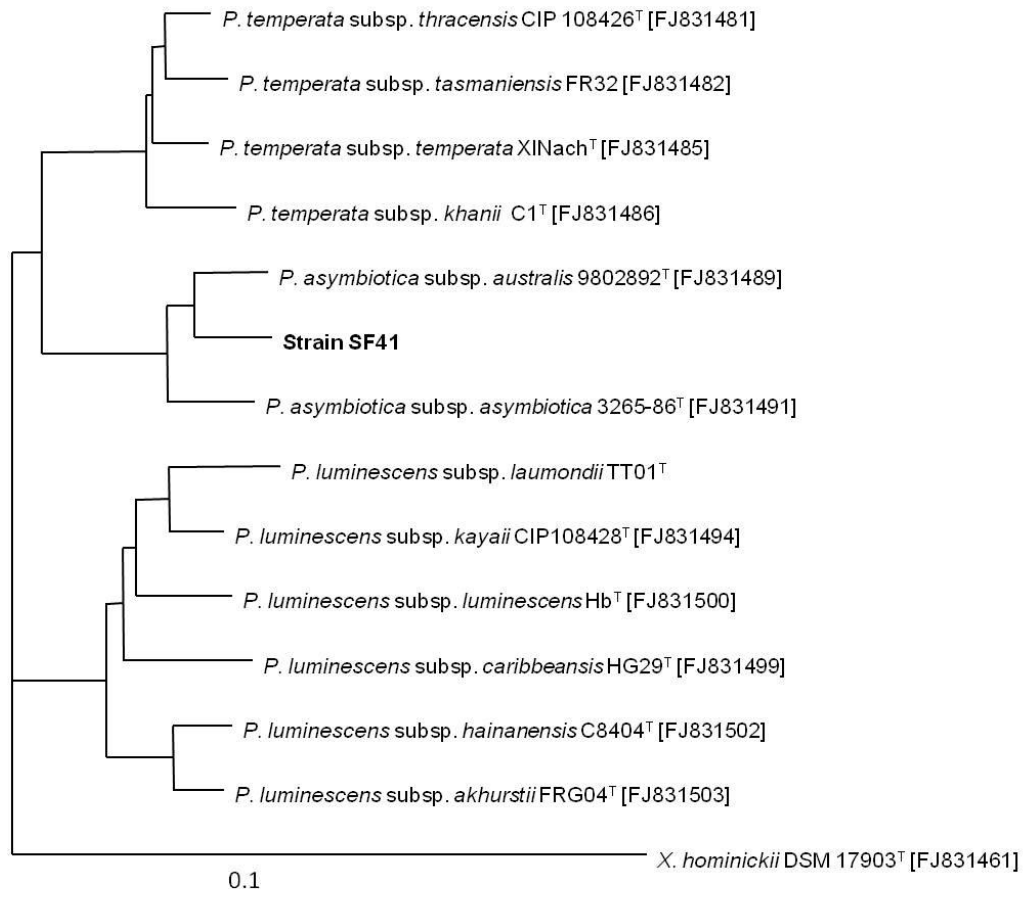 P. temperata subsp. thracensis CIP 108426ᵀ [FJ831481]
P. temperata subsp. tasmaniensis FR32 [FJ831482]
P. temperata subsp. temperata XINachᵀ [FJ831485]
P. temperata subsp. khanii C1ᵀ [FJ831486]
P. asymbiotica subsp. australis 9802892ᵀ [FJ831489]
Strain SF41
P. asymbiotica subsp. asymbiotica 3265-86ᵀ [FJ831491]
P. luminescens subsp. laumondii TT01ᵀ
P. luminescens subsp. kayaii CIP108428ᵀ [FJ831494]
P. luminescens subsp. luminescens Hbᵀ [FJ831500]
P. luminescens subsp. caribbeansis HG29ᵀ [FJ831499]
P. luminescens subsp. hainanensis C8404ᵀ [FJ831502]
P. luminescens subsp. akhurstii FRG04ᵀ [FJ831503]
X. hominickii DSM 17903ᵀ [FJ831461]
0.1